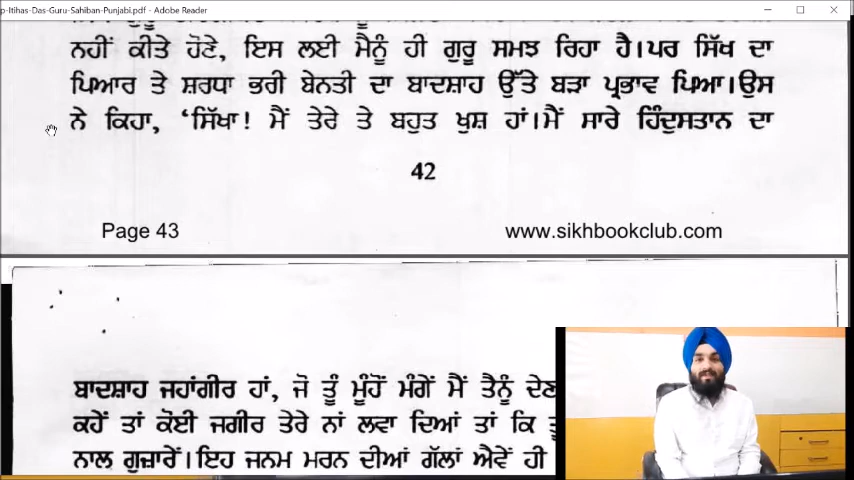 p-Itihas-Das-Guru-Sahiban-Punjabi.pdf - Adobe Reader
ਨਹੀਂ ਕੀਤੇ ਹੋਣੇ, ਇਸ ਲਈ ਮੈਨੂੰ ਹੀ ਗੁਰੂ ਸਮਝ ਰਿਹਾ ਹੈ।ਪਰ ਸਿੱਖ ਦਾ
ਪਿਆਰ ਤੇ ਸ਼ਰਧਾ ਭਰੀ ਬੇਨਤੀ ਦਾ ਬਾਦਸ਼ਾਹ ਉੱਤੇ ਬੜਾ ਪ੍ਰਭਾਵ ਪਿਆ।ਉਸ
ਨੇ ਕਿਹਾ, ‘ਸਿੱਖਾ! ਮੈਂ ਤੇਰੇ ਤੇ ਬਹੁਤ ਖੁਸ਼ ਹਾਂ।ਮੈਂ ਸਾਰੇ ਹਿੰਦੁਸਤਾਨ ਦਾ
42
Page 43 www.sikhbookclub.com
ਬਾਦਸ਼ਾਹ ਜਹਾਂਗੀਰ ਹਾਂ, ਜੋ ਤੂੰ ਮੂੰਹੋਂ ਮੰਗੇਂ ਮੈਂ ਤੈਨੂੰ ਦੇਣ
ਕਹੇਂ ਤਾਂ ਕੋਈ ਜਗੀਰ ਤੇਰੇ ਨਾਂ ਲਵਾ ਦਿਆਂ ਤਾਂ ਕਿ
ਨਾਲ ਗੁਜ਼ਾਰੇਂ।ਇਹ ਜਨਮ ਮਰਨ ਦੀਆਂ ਗੱਲਾਂ ਐਵੇਂ ਹੀ